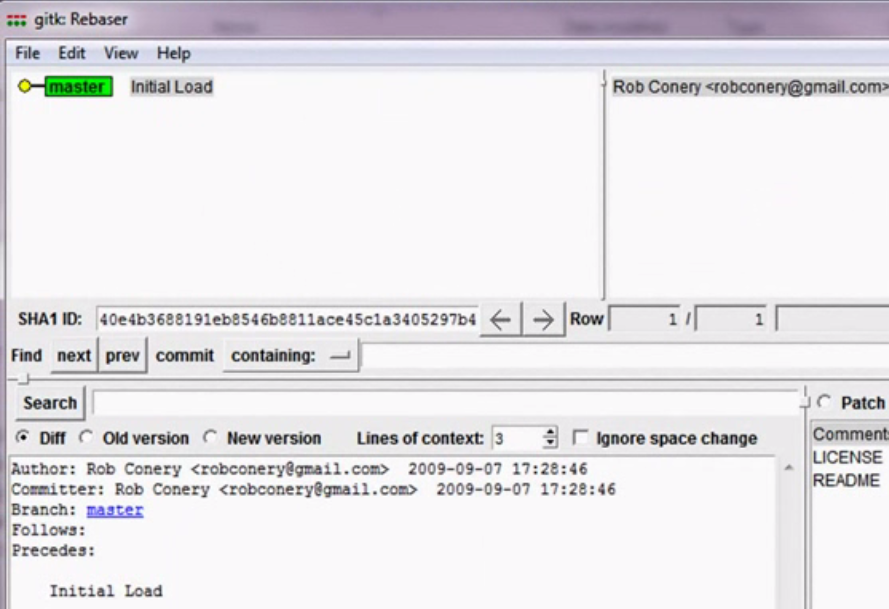 gitk: Rebaser
File Edit View Help
master Initial Load Rob Conery <robconery@gmail.com>
SHA1 ID: 40e4b3688191eb8546b8811ace45c1a3405297b4 Row 1 / 1
Find next prev commit containing:
Search Patch
Diff Old version New version Lines of context: 3 Ignore space change Comments
Author: Rob Conery <robconery@gmail.com> 2009-09-07 17:28:46 LICENSE
Committer: Rob Conery <robconery@gmail.com> 2009-09-07 17:28:46 README
Branch: master
Follows:
Precedes:
Initial Load